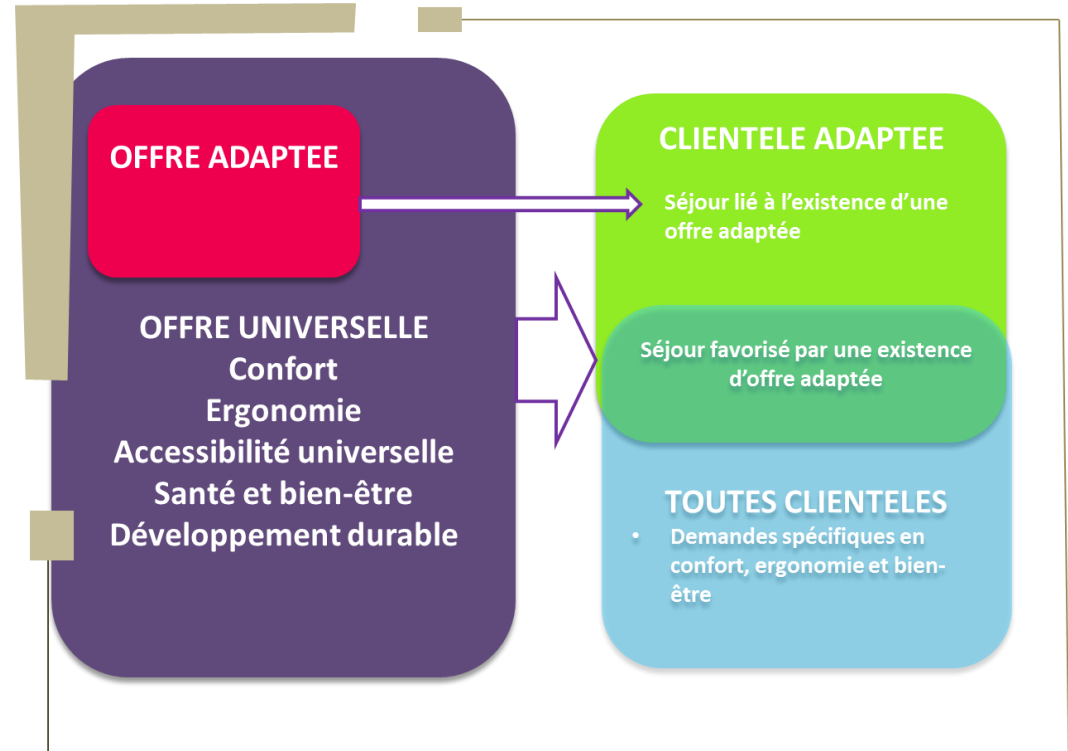 OFFRE ADAPTEE
OFFRE UNIVERSELLE
Confort
Ergonomie
Accessibilité universelle
Santé et bien-être
Développement durable
CLIENTELE ADAPTEE
Séjour lié à l’existence d’une
offre adaptée
Séjour favorisé par une existence
d’offre adaptée
TOUTES CLIENTELES
• Demandes spécifiques en
confort, ergonomie et bien-
être